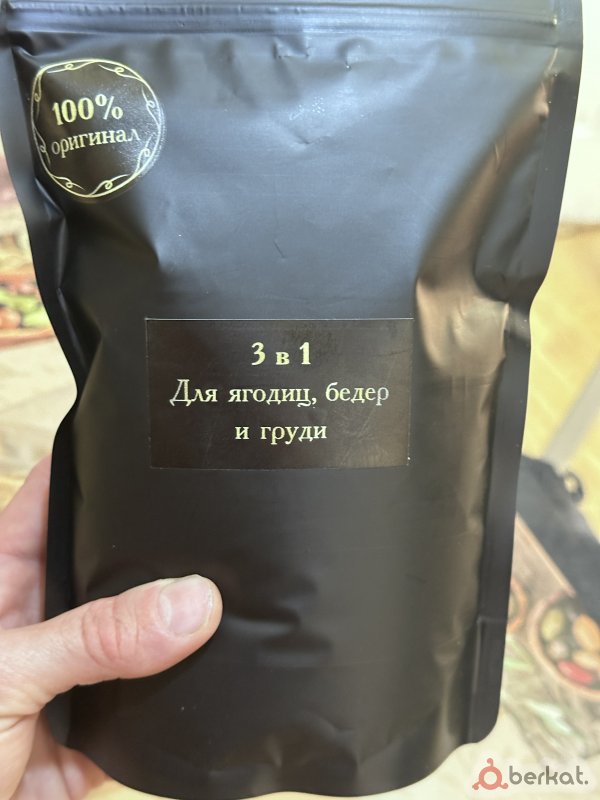 100%
оригинал
3 в 1
Для ягодиц, бедер
и груди
berkat.